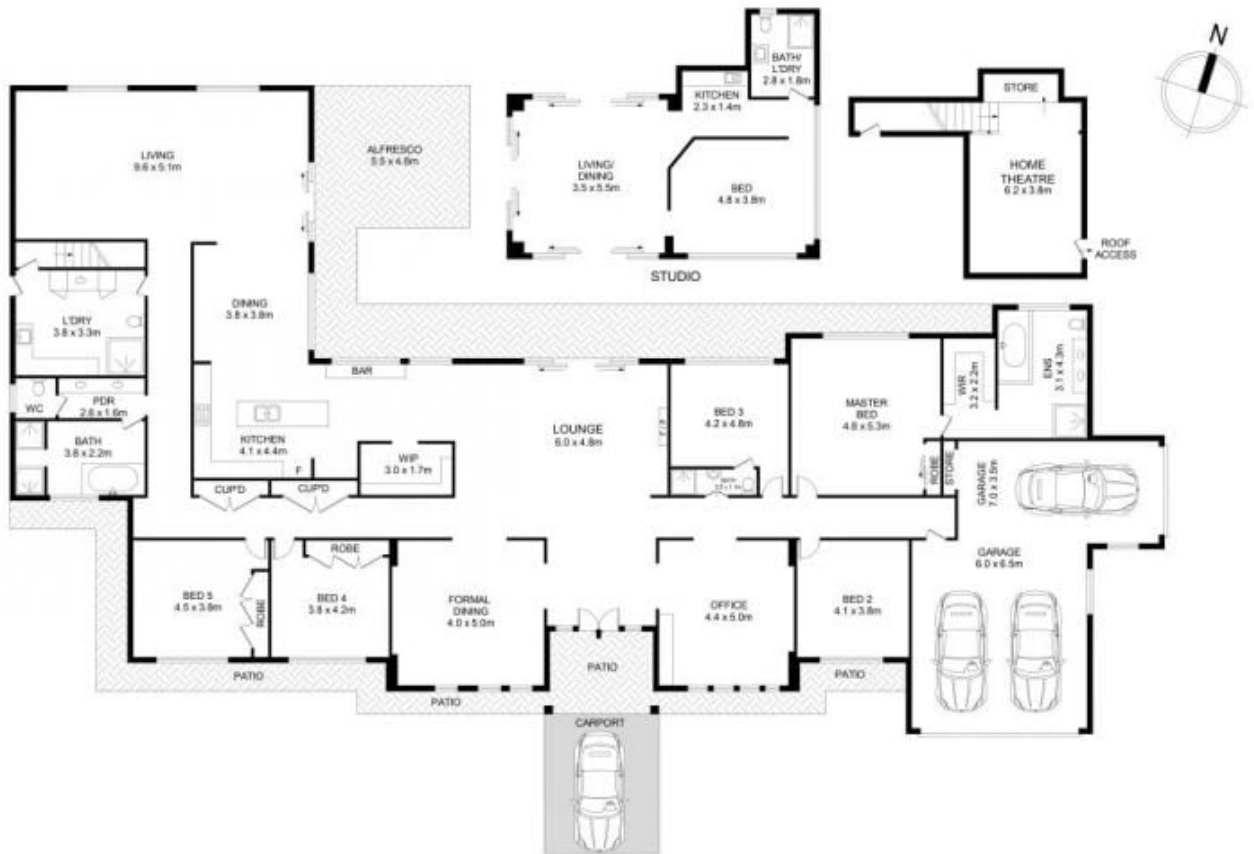 N
LIVING
9.6 x 5.1m
ALFRESCO
5.5 x 4.8m
BATH/
L'DRY
2.8 x 1.8m
KITCHEN
2.3 x 1.4m
LIVING/
DINING
3.5 x 5.5m
BED
4.8 x 3.8m
STUDIO
STORE
HOME
THEATRE
6.2 x 3.8m
ROOF
ACCESS
L'DRY
3.8 x 3.3m
DINING
3.8 x 3.8m
BAR
WC
PDR
2.6 x 1.6m
BATH
3.8 x 2.2m
KITCHEN
4.1 x 4.4m
F
WIP
3.0 x 1.7m
LOUNGE
6.0 x 4.8m
BED 3
4.2 x 4.8m
MASTER
BED
4.8 x 5.3m
WIR
3.2 x 2.2m
ENS
3.1 x 4.3m
ROBE
STORE
GARAGE
7.0 x 3.5m
GARAGE
6.0 x 6.5m
CUP'D
CUP'D
ROBE
BED 5
4.5 x 3.8m
ROBE
BED 4
3.8 x 4.2m
FORMAL
DINING
4.0 x 5.0m
OFFICE
4.4 x 5.0m
BED 2
4.1 x 3.8m
PATIO
PATIO
PATIO
PATIO
CARPORT